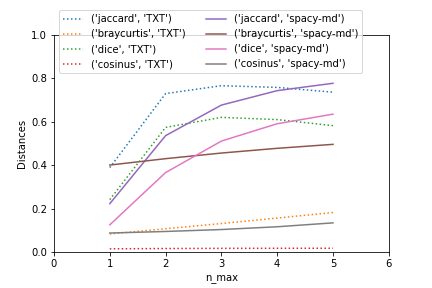 ('jaccard', 'TXT') ('jaccard', 'spacy-md')
('braycurtis', 'TXT') ('braycurtis', 'spacy-md')
('dice', 'TXT') ('dice', 'spacy-md')
('cosinus', 'TXT') ('cosinus', 'spacy-md')
1.0
0.8
0.6
0.4
0.2
0.0
Distances
0 1 2 3 4 5 6
n_max